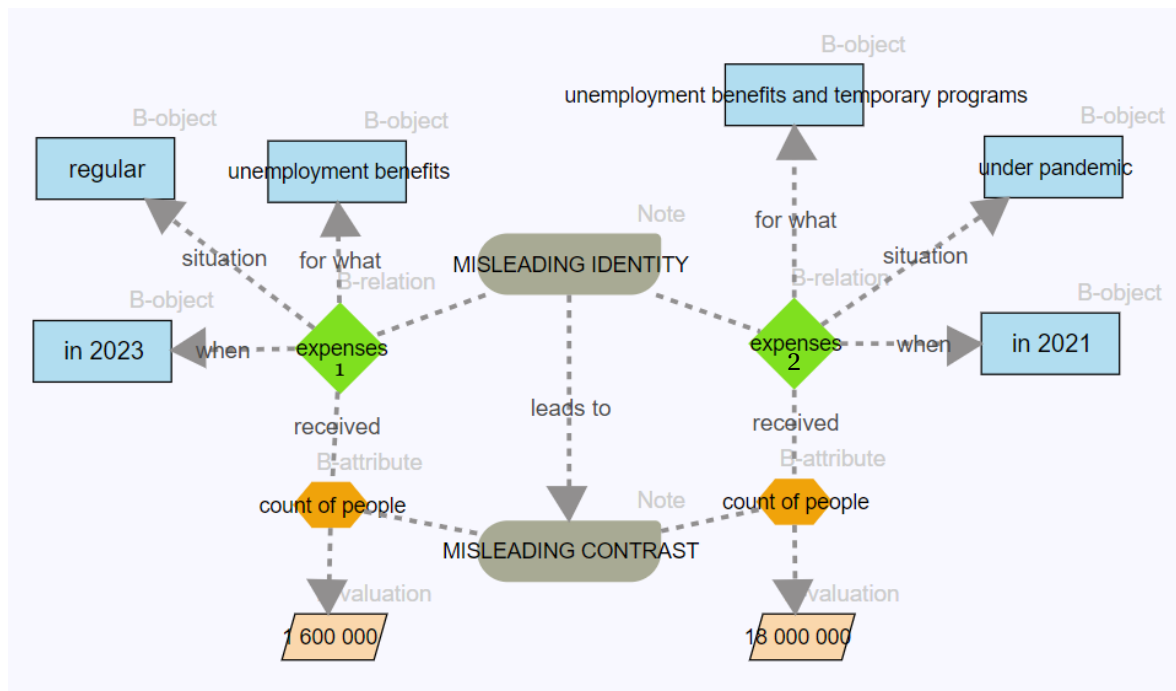 B-object
unemployment benefits and temporary programs
B-object
regular
B-object
unemployment benefits
B-object
under pandemic
situation
for what
Note
MISLEADING IDENTITY
for what
situation
B-relation
B-relation
B-object
in 2023
when
expenses
1
expenses
2
when
B-object
in 2021
received
leads to
received
B-attribute
count of people
B-attribute
count of people
Note
MISLEADING CONTRAST
valuation
1 600 000
valuation
18 000 000